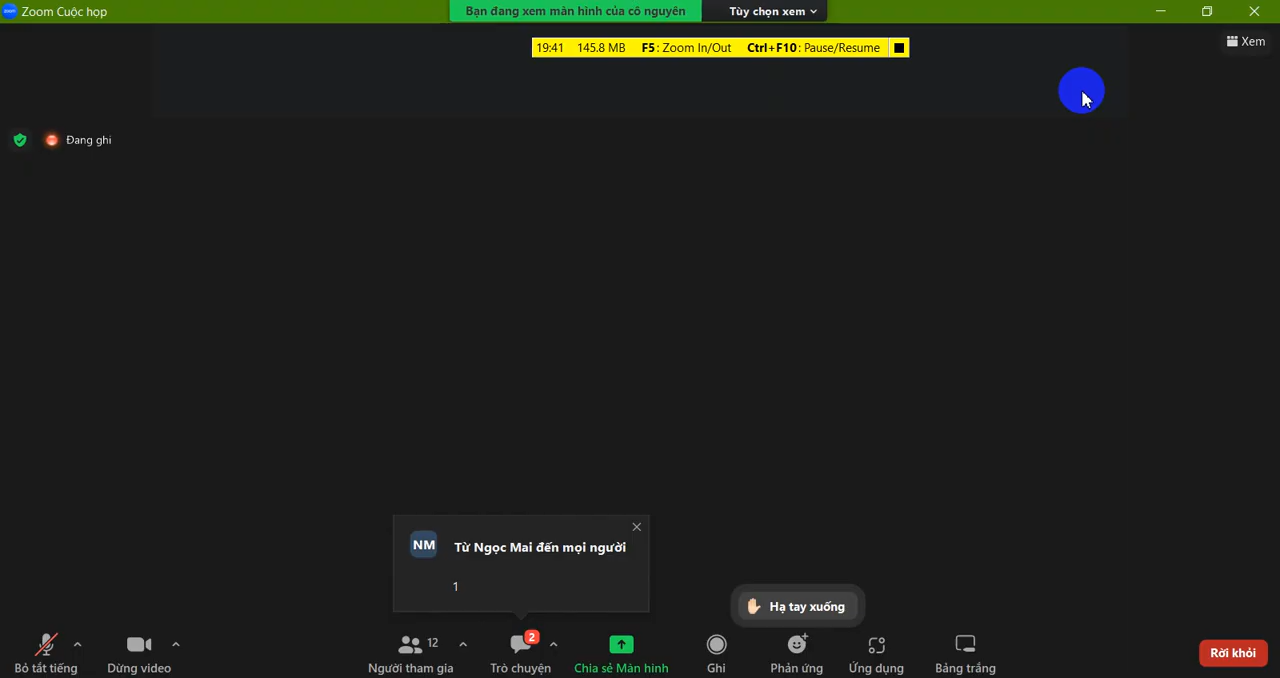 zoom Zoom Cuộc họp
Bạn đang xem màn hình của cô nguyên
Tùy chọn xem
19:41 145.8 MB F5: Zoom In/Out Ctrl+F10: Pause/Resume
Xem
Đang ghi
NM
Từ Ngọc Mai đến mọi người
1
Hạ tay xuống
12
2
Bỏ tắt tiếng
Dừng video
Người tham gia
Trò chuyện
Chia sẻ Màn hình
Ghi
Phản ứng
Ứng dụng
Bảng trắng
Rời khỏi